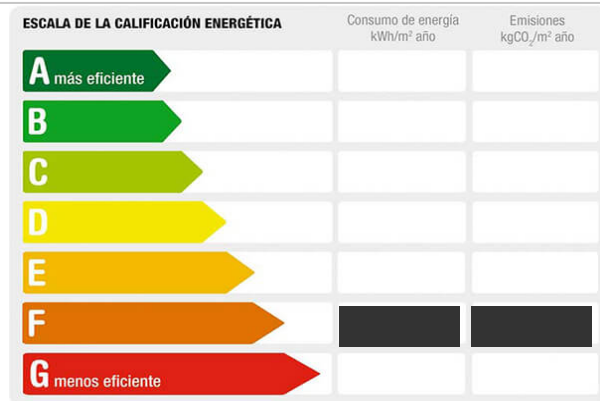 ESCALA DE LA CALIFICACIÓN ENERGÉTICA
Consumo de energía
kWh/m² año
Emisiones
kgCO₂/m² año
A más eficiente
B
C
D
E
F
G menos eficiente